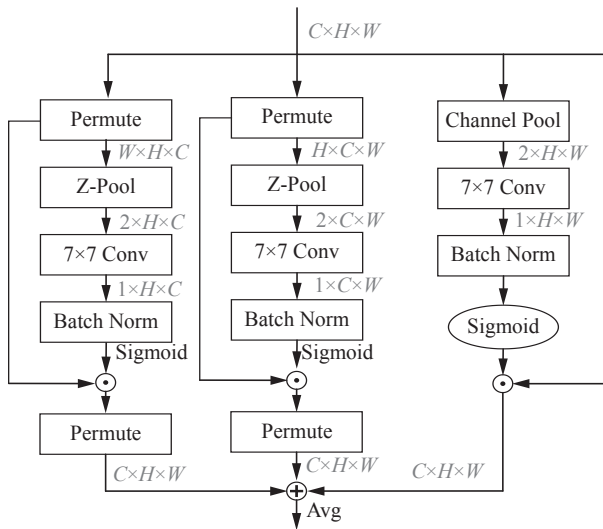 C×H×W
Permute
Permute
Channel Pool
W×H×C
H×C×W
2×H×W
Z-Pool
Z-Pool
7×7 Conv
2×H×C
2×C×W
1×H×W
7×7 Conv
7×7 Conv
Batch Norm
1×H×C
1×C×W
Batch Norm
Batch Norm
Sigmoid
Sigmoid
Sigmoid
Permute
Permute
C×H×W
C×H×W
C×H×W
Avg